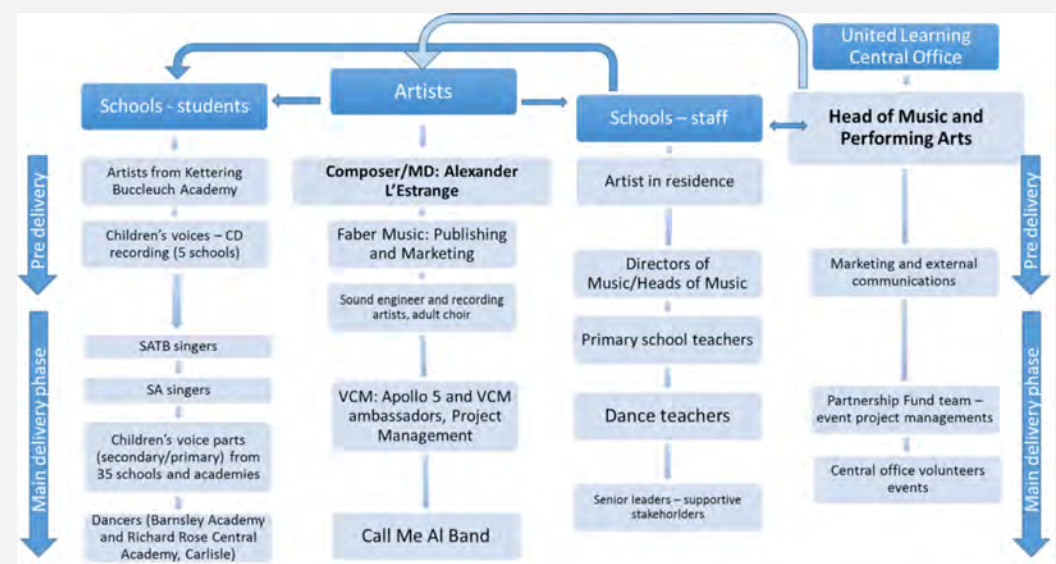 United Learning
Central Office
Schools - students
Artists
Schools – staff
Head of Music and
Performing Arts
Pre delivery
Main delivery phase
Artists from Kettering
Buccleuch Academy
Children's voices – CD
recording (5 schools)
SATB singers
SA singers
Children's voice parts
(secondary/primary) from
35 schools and academies
Dancers (Barnsley Academy
and Richard Rose Central
Academy, Carlisle)
Composer/MD: Alexander
L'Estrange
Faber Music: Publishing
and Marketing
Sound engineer and recording
artists, adult choir
VCM: Apollo 5 and VCM
ambassadors, Project
Management
Call Me Al Band
Artist in residence
Directors of
Music/Heads of Music
Primary school teachers
Dance teachers
Senior leaders – supportive
stakehorlders
Marketing and external
communications
Partnership Fund team –
event project managements
Central office volunteers
events
Pre delivery
Main delivery phase